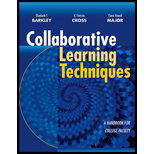 Elizabeth F.
BARKLEY
K. Patricia
CROSS
Claire Howell
MAJOR
Collaborative
Learning Techniques
A HANDBOOK FOR
COLLEGE FACULTY